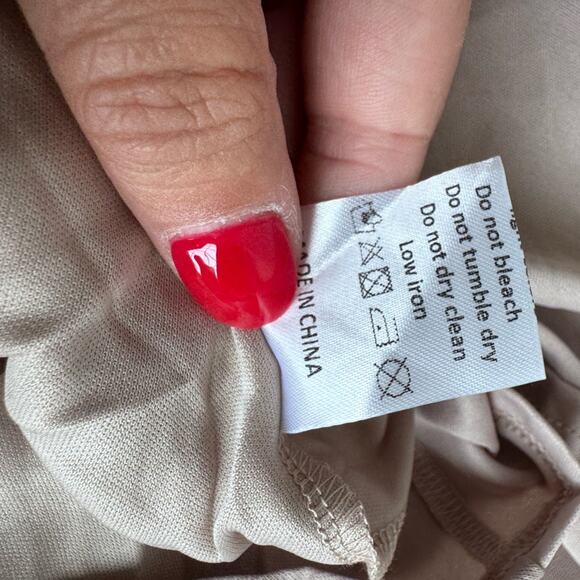 Do not bleach
Do not tumble dry
Do not dry clean
Low iron
MADE IN CHINA